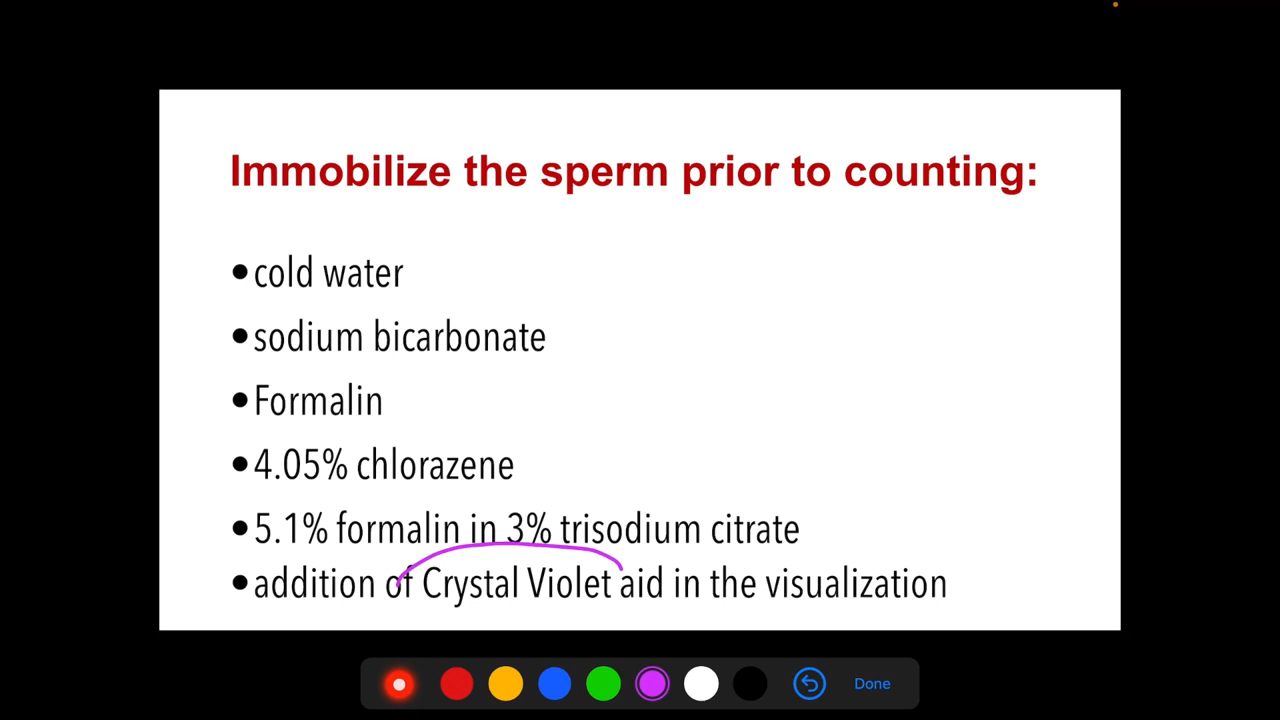 Immobilize the sperm prior to counting:
•cold water
•sodium bicarbonate
•Formalin
•4.05% chlorazene
•5.1% formalin in 3% trisodium citrate
•addition of Crystal Violet aid in the visualization
Done